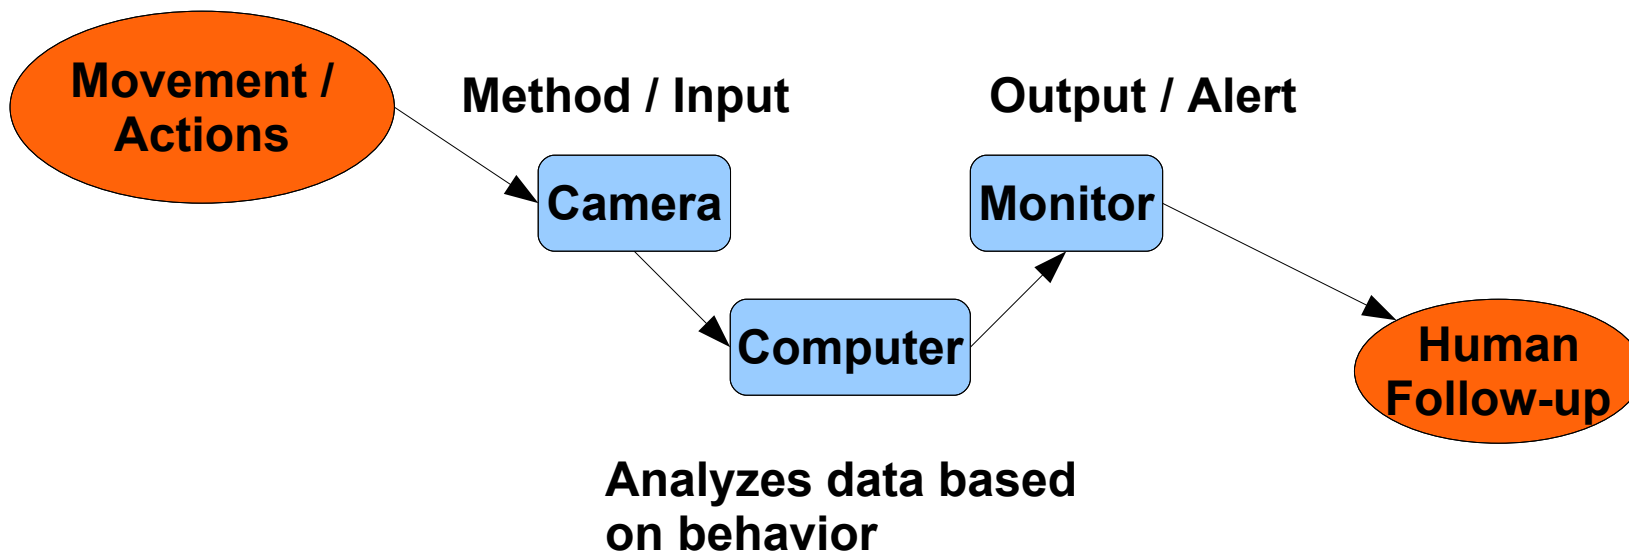 Movement /
Actions
Method / Input
Output / Alert
Camera
Monitor
Computer
Human
Follow-up
Analyzes data based
on behavior